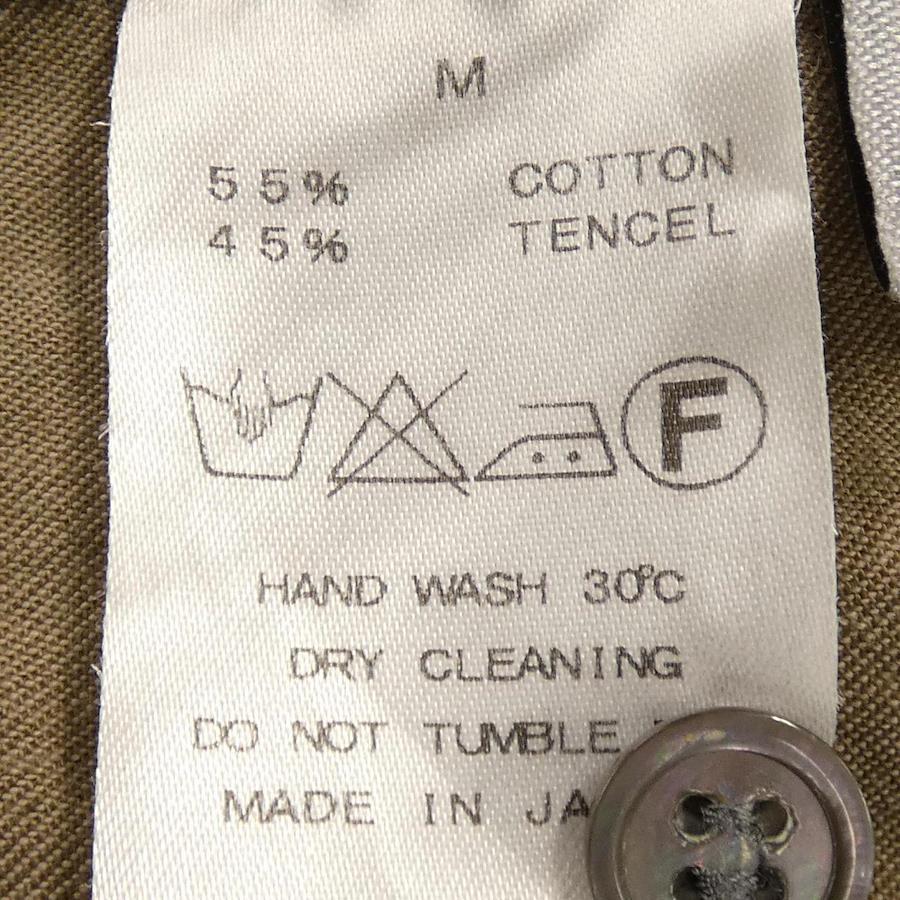 M
55% COTTON
45% TENCEL
F
HAND WASH 30°C
DRY CLEANING
DO NOT TUMBLE
MADE IN JA